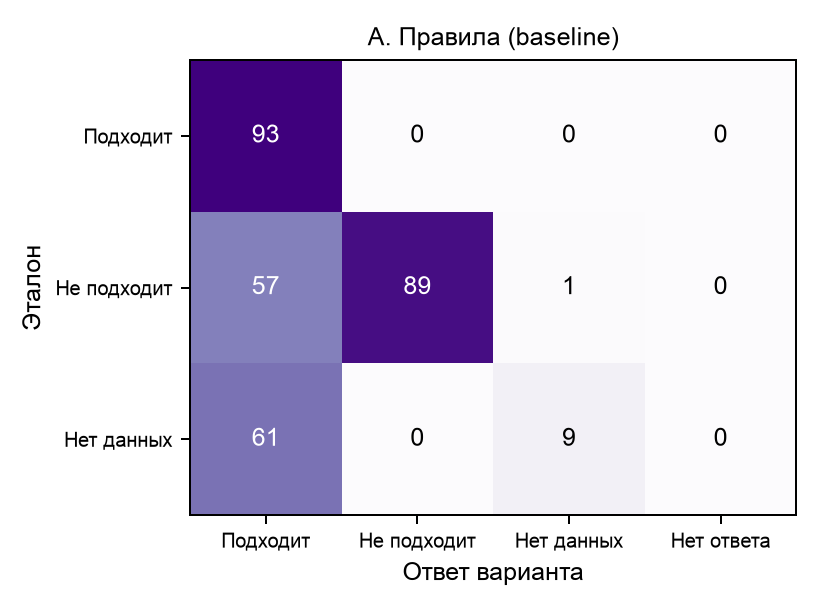 А. Правила (baseline)
Эталон
Подходит 93 0 0 0
Не подходит 57 89 1 0
Нет данных 61 0 9 0
Подходит Не подходит Нет данных Нет ответа
Ответ варианта